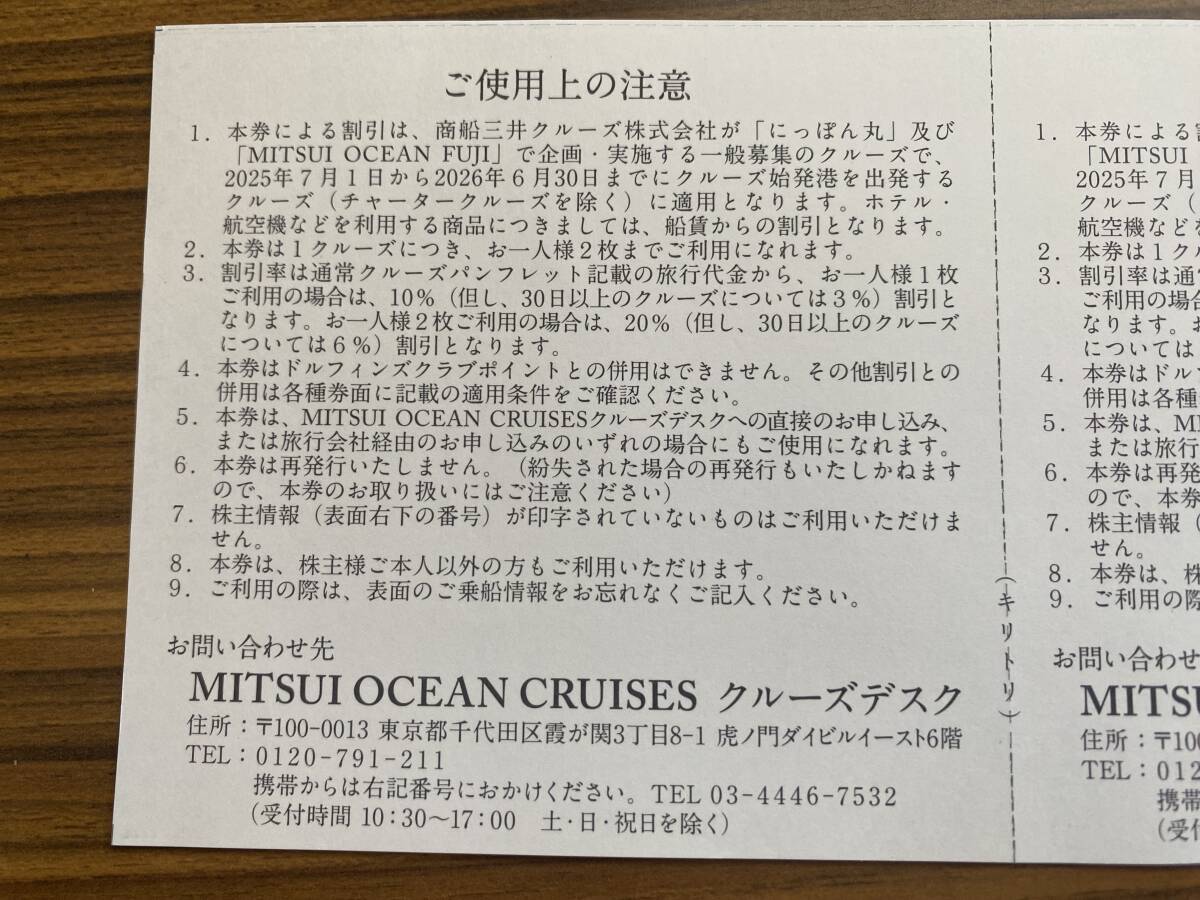 ご使用上の注意
1. 本券による割引は、商船三井クルーズ株式会社が「にっぽん丸」及び
「MITSUI OCEAN FUJI」で企画・実施する一般募集のクルーズで、
2025年7月1日から2026年6月30日までにクルーズ始発港を出発する
クルーズ（チャータークルーズを除く）に適用となります。ホテル・
航空機などを利用する商品につきましては、船賃からの割引となります。
2. 本券は1クルーズにつき、お一人様2枚までご利用になれます。
3. 割引率は通常クルーズパンフレット記載の旅行代金から、お一人様1枚
ご利用の場合は、10%（但し、30日以上のクルーズについては3%）割引と
なります。お一人様2枚ご利用の場合は、20%（但し、30日以上のクルーズ
については6%）割引となります。
4. 本券はドルフィンズクラブポイントとの併用はできません。その他割引との
併用は各種券面に記載の適用条件をご確認ください。
5. 本券は、MITSUI OCEAN CRUISESクルーズデスクへの直接のお申し込み、
または旅行会社経由のお申し込みのいずれの場合にもご使用になれます。
6. 本券は再発行いたしません。（紛失された場合の再発行もいたしかねます
ので、本券のお取り扱いにはご注意ください）
7. 株主情報（表面右下の番号）が印字されていないものはご利用いただけま
せん。
8. 本券は、株主様ご本人以外の方もご利用いただけます。
9. ご利用の際は、表面のご乗船情報をお忘れなくご記入ください。
お問い合わせ先
MITSUI OCEAN CRUISES クルーズデスク
住所：〒100-0013 東京都千代田区霞が関3丁目8-1 虎ノ門ダイビルイースト6階
TEL：0120-791-211
携帯からは右記番号におかけください。TEL 03-4446-7532
（受付時間 10:30〜17:00 土・日・祝日を除く）
（キリトリ）
1. 本券による
「MITSUI
2025年7月
クルーズ（
航空機などを
2. 本券は1クル
3. 割引率は通常
ご利用の場合
なります。お
については
4. 本券はドル
併用は各種
5. 本券は、MI
または旅行
6. 本券は再発
ので、本券
7. 株主情報（
せん。
8. 本券は、株
9. ご利用の際
お問い合わせ
MITSU
住所：〒100
TEL：012
携帯
（受付